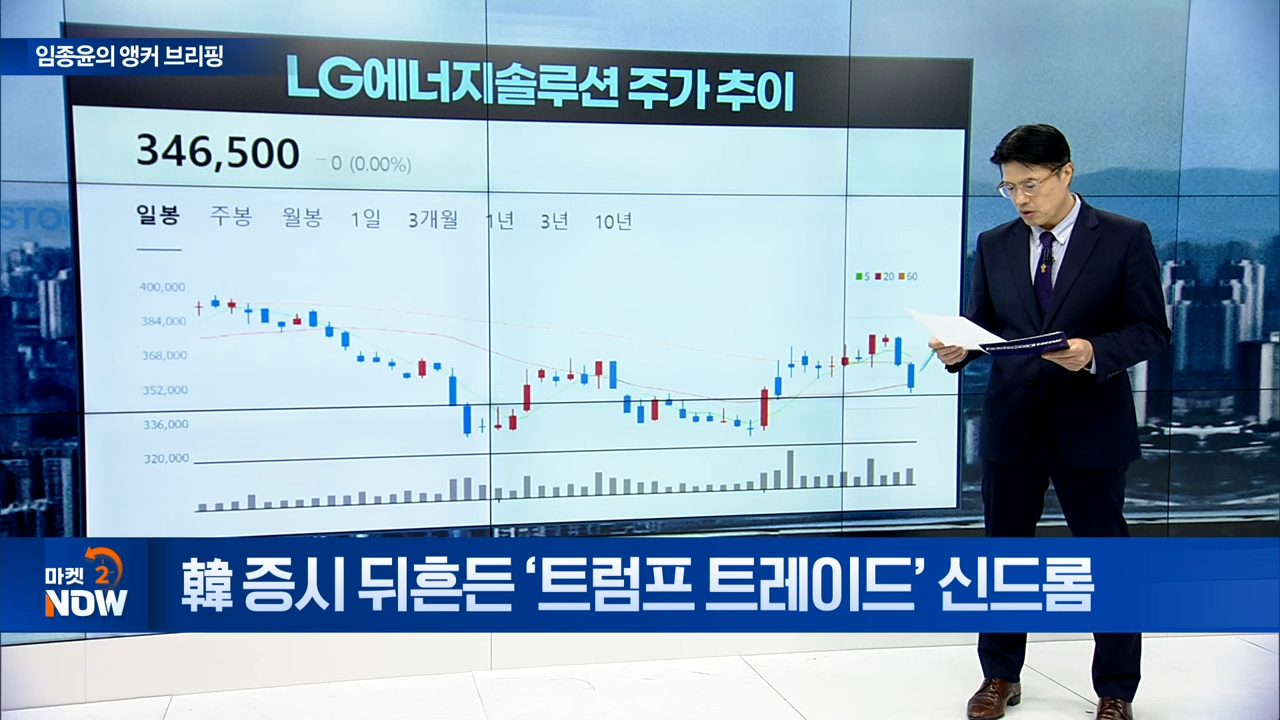 임종윤의 앵커 브리핑
LG에너지솔루션 주가 추이
346,500 － 0 (0.00%)
일봉 주봉 월봉 1일 3개월 1년 3년 10년
5 20 60
400,000
384,000
368,000
352,000
336,000
320,000
STO
마켓 2
NOW
韓 증시 뒤흔든 ‘트럼프 트레이드’ 신드롬